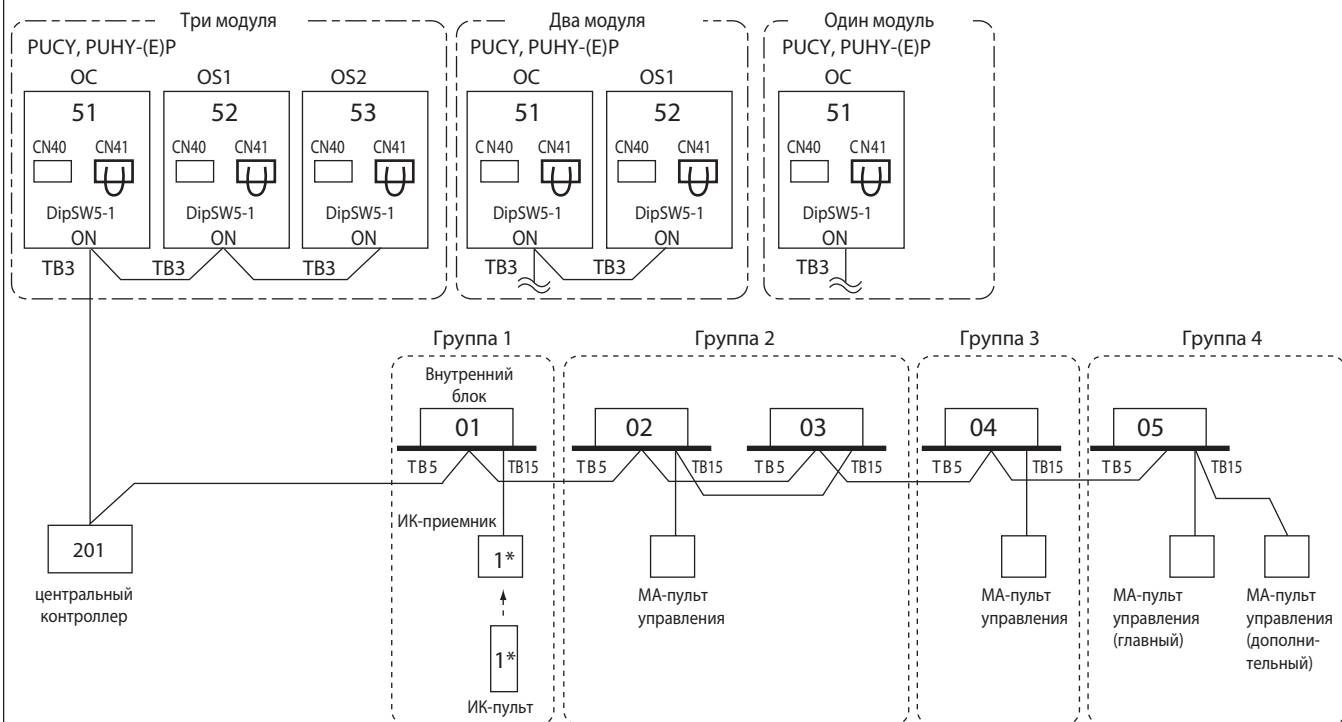 Три модуля
PUCY, PUHY-(E)P
OC
OS1
OS2
51
52
53
CN40
CN41
CN40
CN41
CN40
CN41
DipSW5-1
DipSW5-1
DipSW5-1
ON
ON
ON
TB3
TB3
TB3
Два модуля
PUCY, PUHY-(E)P
OC
OS1
51
52
CN40
CN41
CN40
CN41
DipSW5-1
DipSW5-1
ON
ON
TB3
TB3
Один модуль
PUCY, PUHY-(E)P
OC
51
CN40
CN41
DipSW5-1
ON
TB3
201
центральный
контроллер
Группа 1
Внутренний
блок
01
TB5
TB15
ИК-приемник
1*
1*
ИК-пульт
Группа 2
02
03
TB5
TB15
TB5
TB15
МА-пульт
управления
Группа 3
04
TB5
TB15
МА-пульт
управления
Группа 4
05
TB5
TB15
МА-пульт
управления
(главный)
МА-пульт
управления
(дополни-
тельный)